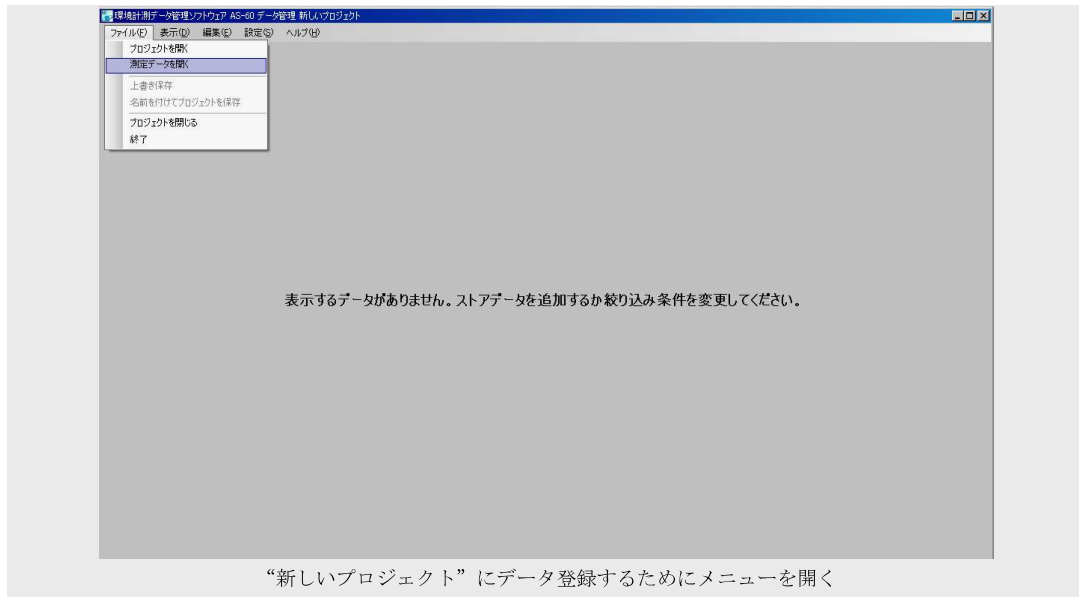 環境計測データ管理ソフトウェア AS-60 データ管理 新しいプロジェクト
ファイル(F) 表示(D) 編集(E) 設定(S) ヘルプ(H)
プロジェクトを開く
測定データを開く
上書き保存
名前を付けてプロジェクトを保存
プロジェクトを閉じる
終了
表示するデータがありません。ストアデータを追加するか絞り込み条件を変更してください。
“新しいプロジェクト”にデータ登録するためにメニューを開く